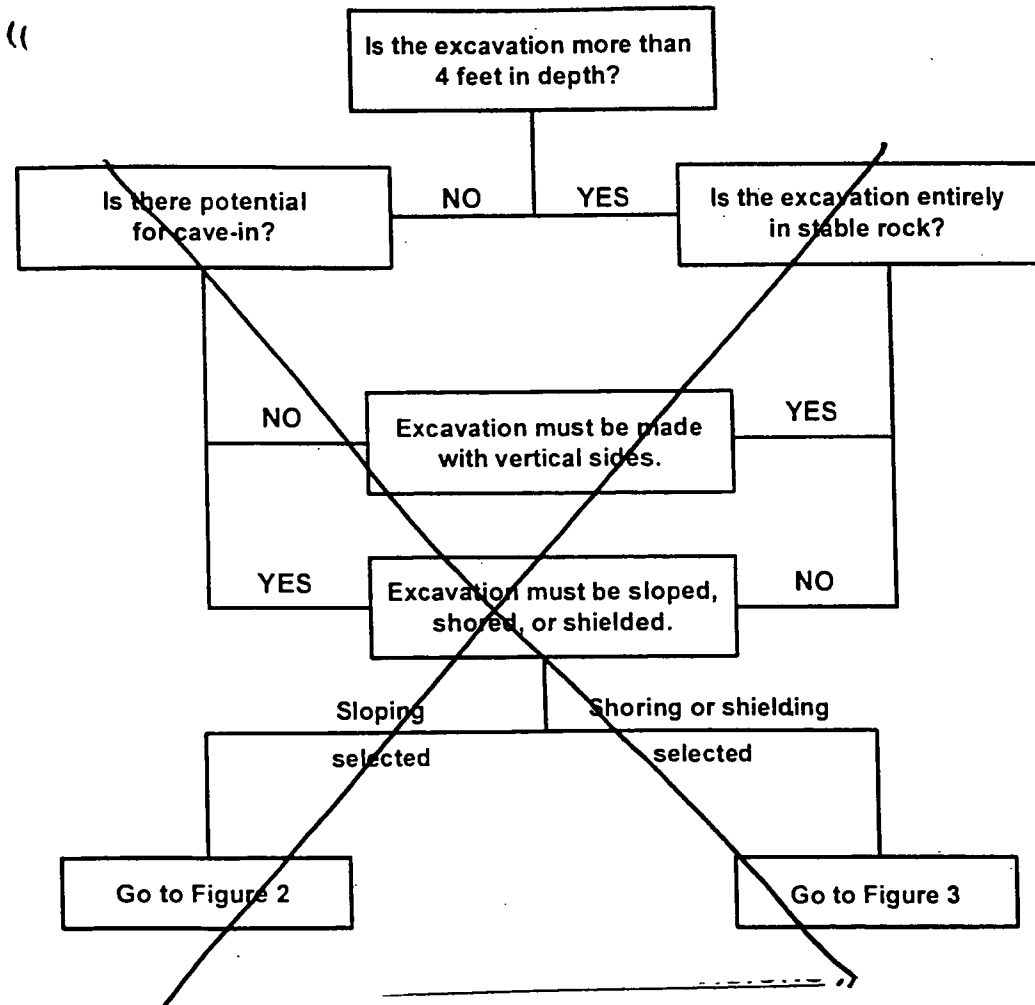 ((
Is the excavation more than
4 feet in depth?
Is there potential
for cave-in?
NO
YES
Is the excavation entirely
in stable rock?
NO
Excavation must be made
with vertical sides.
YES
YES
Excavation must be sloped,
shored, or shielded.
NO
Sloping
selected
Shoring or shielding
selected
Go to Figure 2
Go to Figure 3